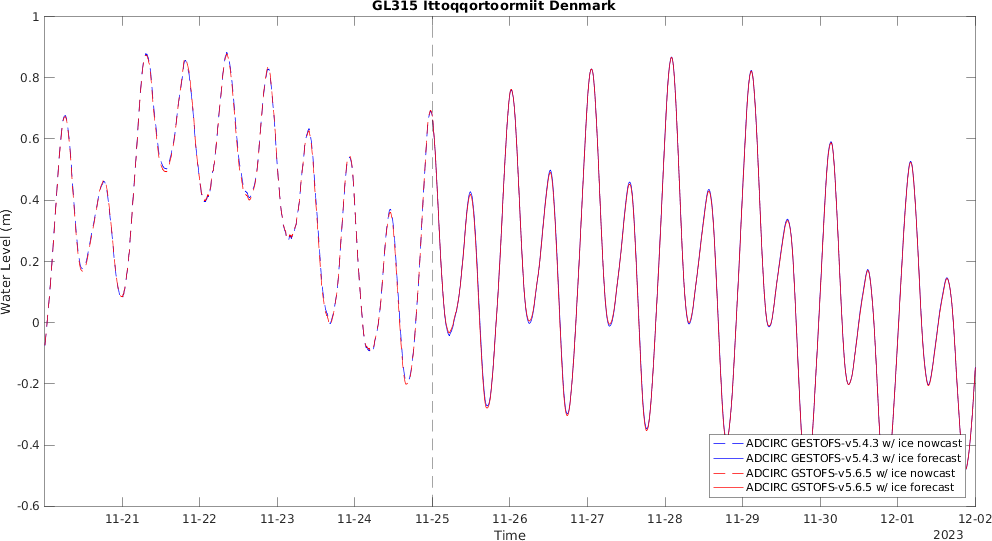 GL315 Ittoqqortoormiit Denmark
Water Level (m)
1
0.8
0.6
0.4
0.2
0
-0.2
-0.4
-0.6
ADCIRC GESTOFS-v5.4.3 w/ ice nowcast
ADCIRC GESTOFS-v5.4.3 w/ ice forecast
ADCIRC GSTOFS-v5.6.5 w/ ice nowcast
ADCIRC GSTOFS-v5.6.5 w/ ice forecast
11-21 11-22 11-23 11-24 11-25 11-26 11-27 11-28 11-29 11-30 12-01 12-02
Time
2023